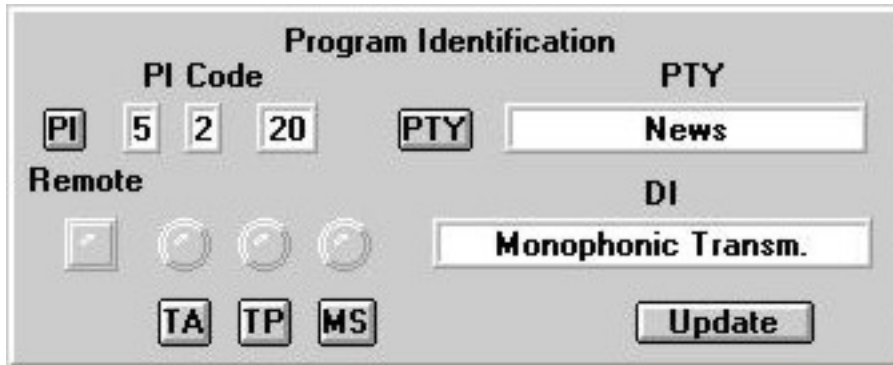 Program Identification
PI Code
PTY
PI 5 2 20 PTY News
Remote
DI
Monophonic Transm.
TA TP MS Update